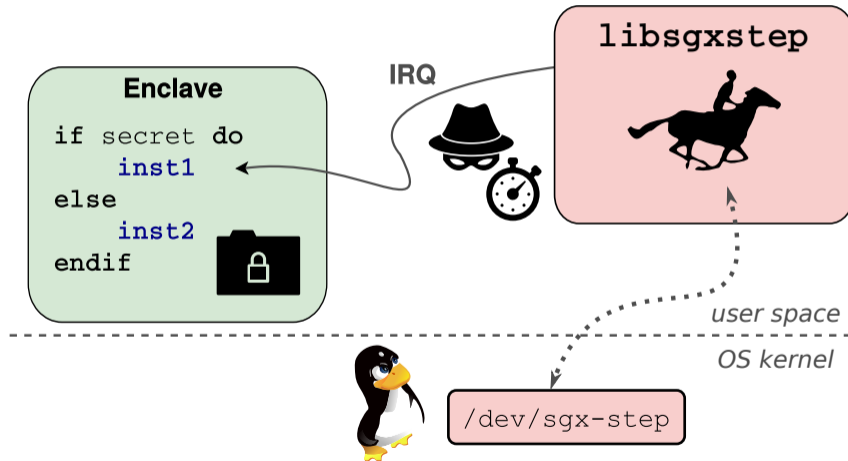 libsgxstep
IRQ
Enclave
if secret do
inst1
else
inst2
endif
user space
OS kernel
/dev/sgx-step